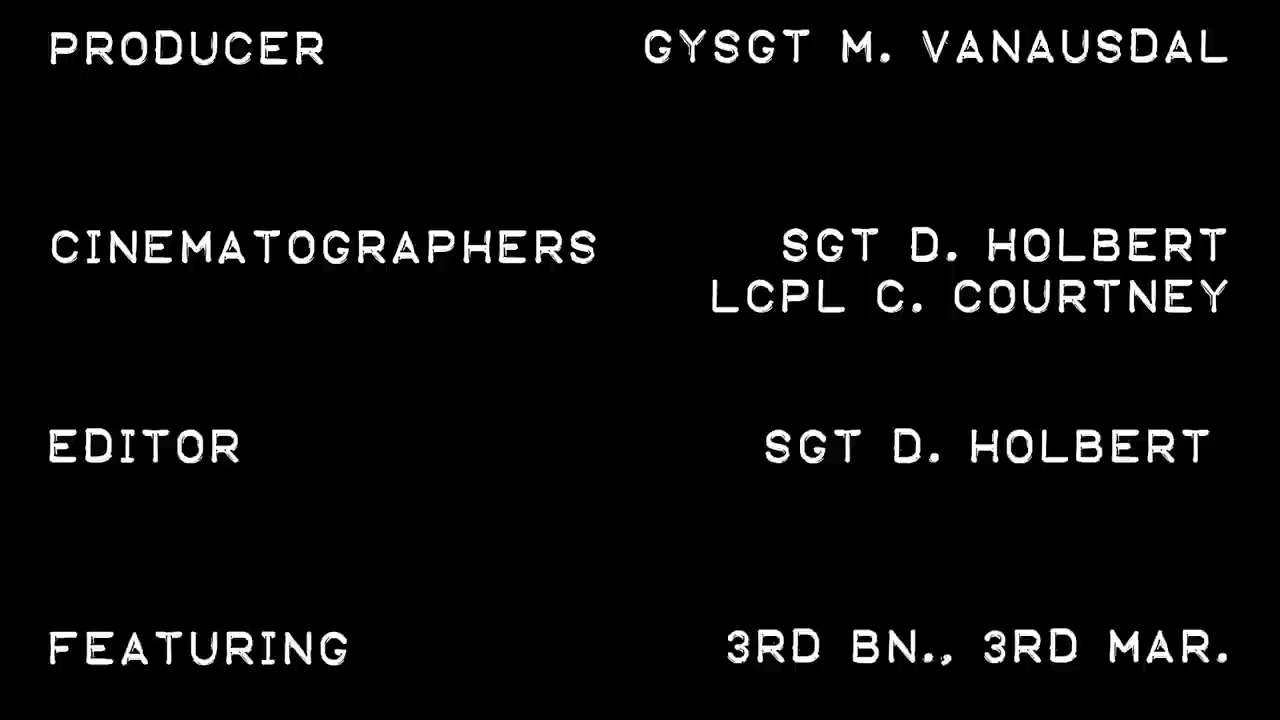 PRODUCER GYSGT M. VANAUSDAL
CINEMATOGRAPHERS SGT D. HOLBERT
LCPL C. COURTNEY
EDITOR SGT D. HOLBERT
FEATURING 3RD BN., 3RD MAR.